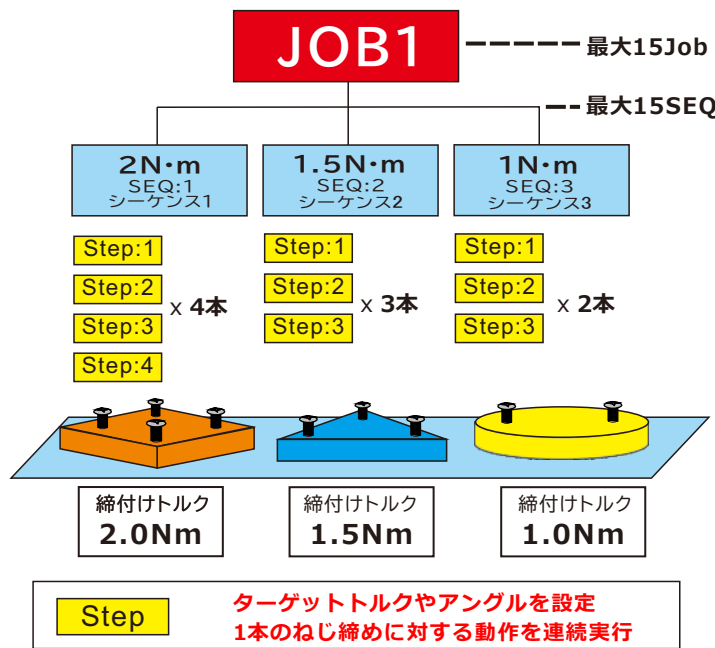 JOB1
最大15Job
最大15SEQ
2N・m
SEQ:1
シーケンス1
1.5N・m
SEQ:2
シーケンス2
1N・m
SEQ:3
シーケンス3
Step:1
Step:2
Step:3
Step:4
x 4本
Step:1
Step:2
Step:3
x 3本
Step:1
Step:2
Step:3
x 2本
締付けトルク
2.0Nm
締付けトルク
1.5Nm
締付けトルク
1.0Nm
Step
ターゲットトルクやアングルを設定
1本のねじ締めに対する動作を連続実行